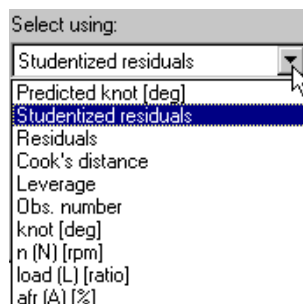 Select using:
Studentized residuals
Predicted knot [deg]
Studentized residuals
Residuals
Cook's distance
Leverage
Obs. number
knot [deg]
n (N) [rpm]
load (L) [ratio]
afr (A) [%]